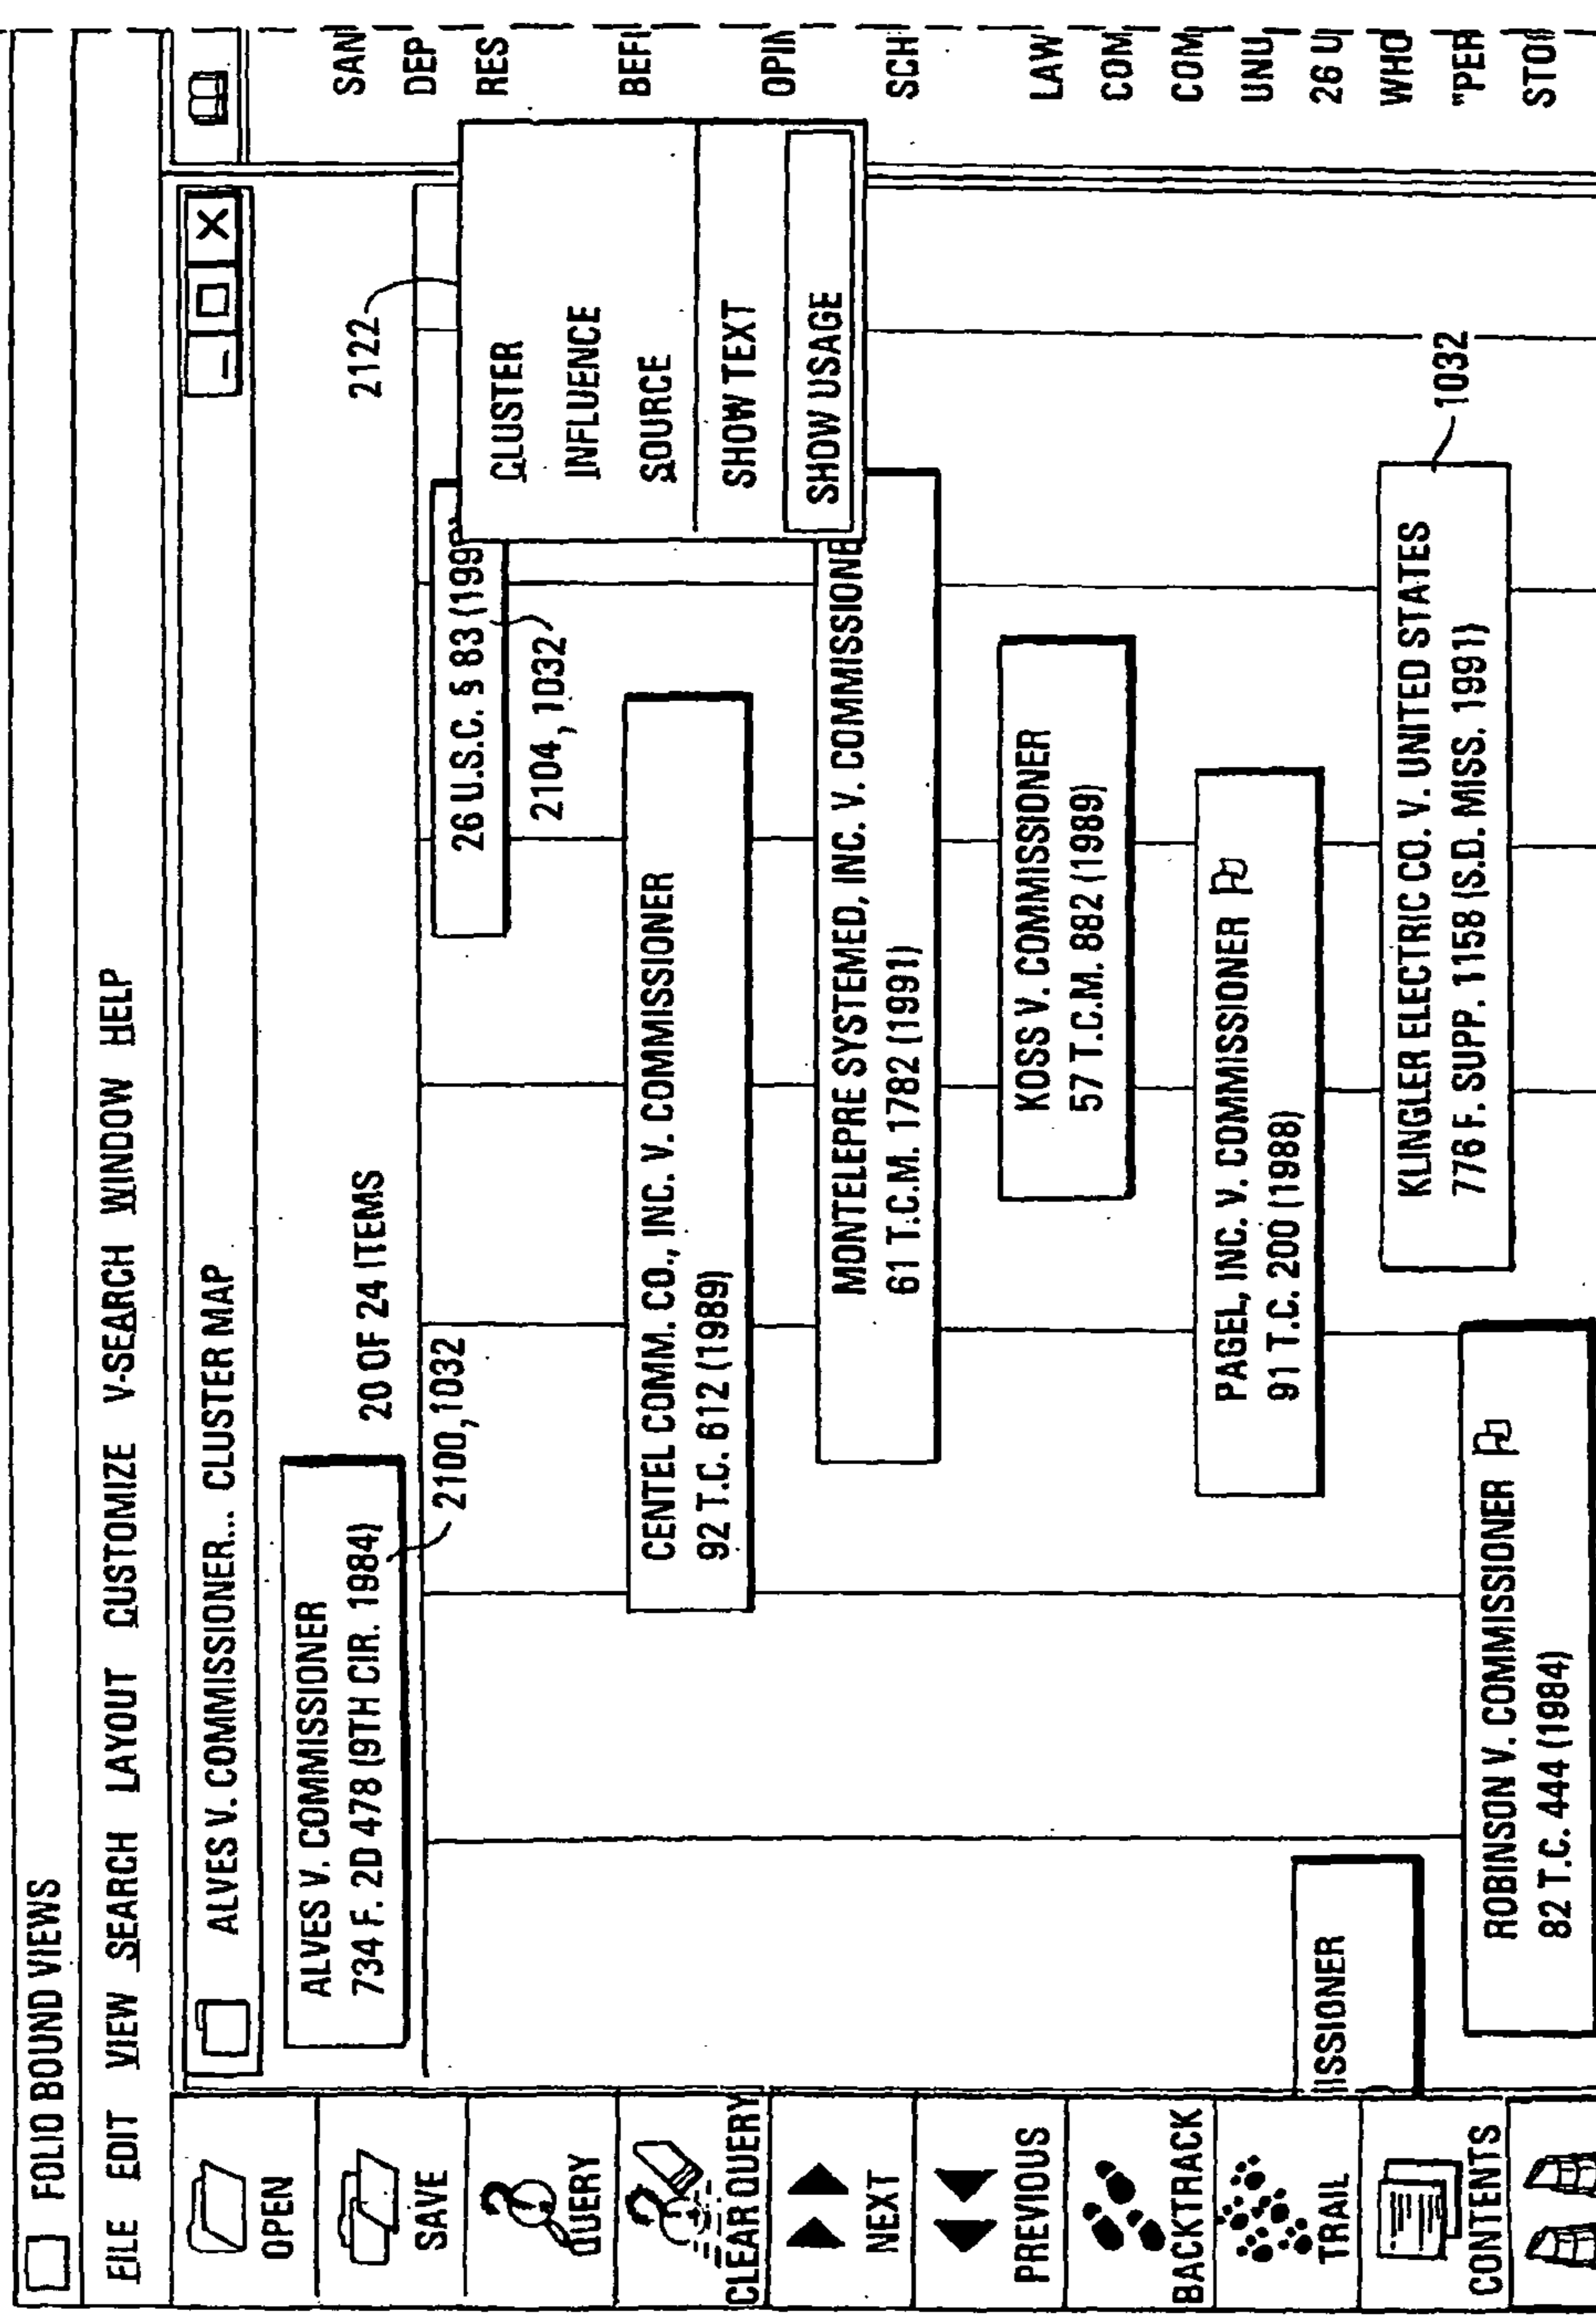 FOLIO BOUND VIEWS
FILE EDIT VIEW SEARCH LAYOUT CUSTOMIZE V-SEARCH WINDOW HELP
ALVES V. COMMISSIONER... CLUSTER MAP
OPEN
SAVE
QUERY
CLEAR QUERY
NEXT
PREVIOUS
BACKTRACK
TRAIL
CONTENTS
ALVES V. COMMISSIONER
734 F. 2D 478 (9TH CIR. 1984)
20 OF 24 ITEMS
2100,1032
2122
26 U.S.C. § 83 (199
2104, 1032
CLUSTER
INFLUENCE
SOURCE
SHOW TEXT
SHOW USAGE
CENTEL COMM. CO., INC. V. COMMISSIONER
92 T.C. 612 (1989)
MONTELEPRE SYSTEMED, INC. V. COMMISSIONE
61 T.C.M. 1782 (1991)
KOSS V. COMMISSIONER
57 T.C.M. 882 (1989)
PAGEL, INC. V. COMMISSIONER
91 T.C. 200 (1988)
ISSIONER
KLINGLER ELECTRIC CO. V. UNITED STATES
776 F. SUPP. 1158 (S.D. MISS. 1991)
1032
ROBINSON V. COMMISSIONER
82 T.C. 444 (1984)
SAN
DEP
RES
BEF
OPIN
SCH
LAW
COM
COM
UNU
26 U
WHO
"PER
STO